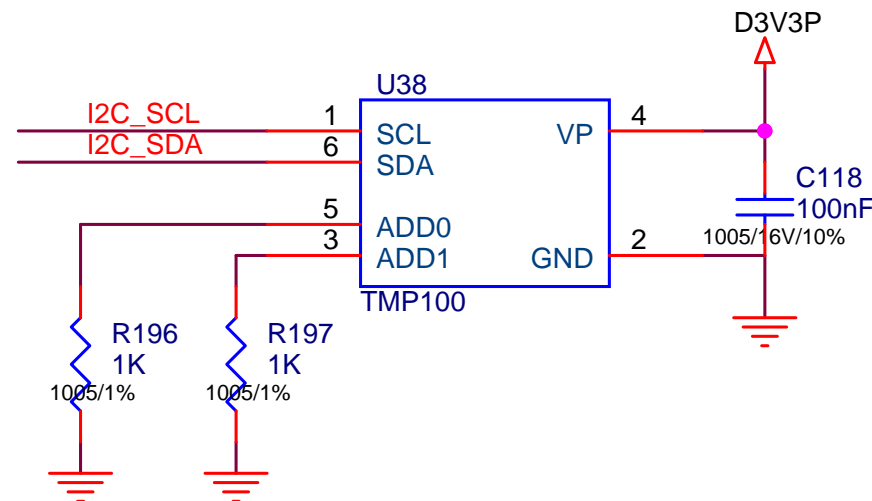 D3V3P
U38
I2C_SCL
1
SCL
VP
4
I2C_SDA
6
SDA
C118
100nF
1005/16V/10%
5
ADD0
3
ADD1
GND
2
TMP100
R196
1K
1005/1%
R197
1K
1005/1%